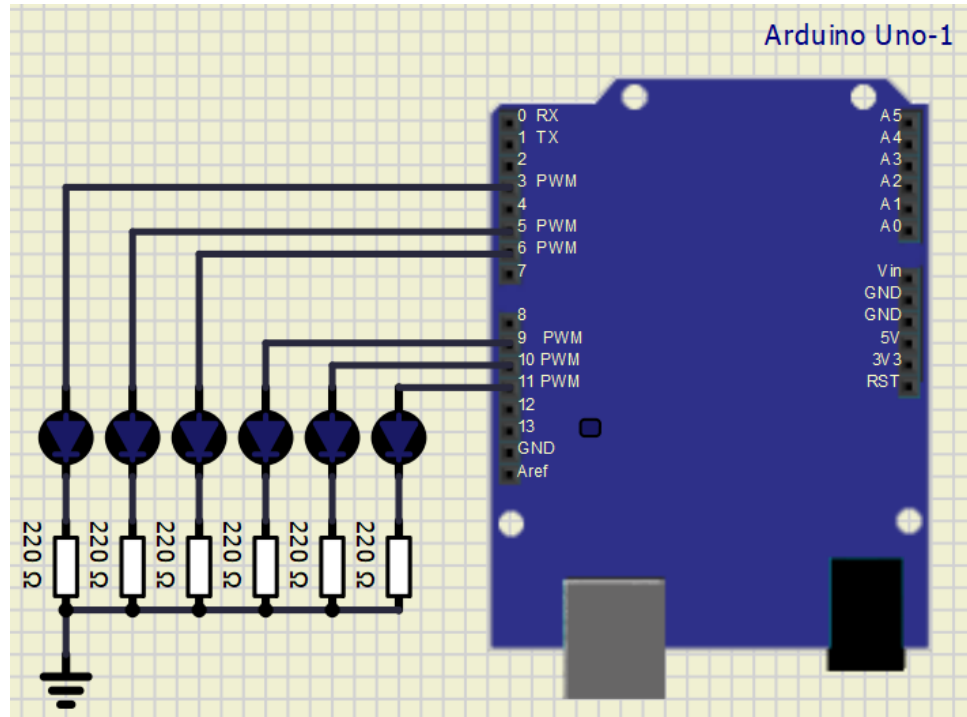 Arduino Uno-1
0 RX
1 TX
2
3 PWM
4
5 PWM
6 PWM
7
8
9 PWM
10 PWM
11 PWM
12
13
GND
Aref
A5
A4
A3
A2
A1
A0
Vin
GND
GND
5V
3V3
RST
220 Ω
220 Ω
220 Ω
220 Ω
220 Ω
220 Ω